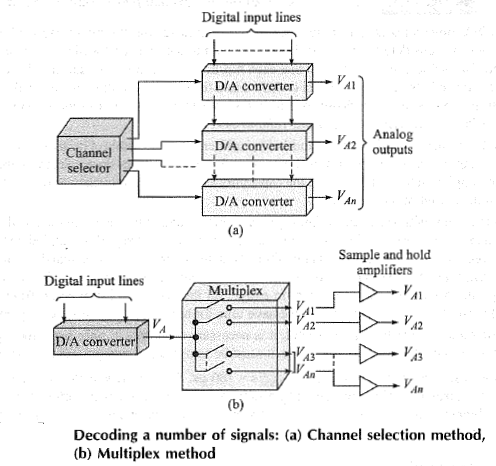 Digital input lines
D/A converter
V_A1
Channel selector
D/A converter
V_A2
Analog outputs
D/A converter
V_An
(a)
Sample and hold amplifiers
Digital input lines
Multiplex
V_A1
V_A1
V_A
V_A2
V_A2
D/A converter
V_A3
V_A3
V_An
V_An
(b)
Decoding a number of signals: (a) Channel selection method,
(b) Multiplex method